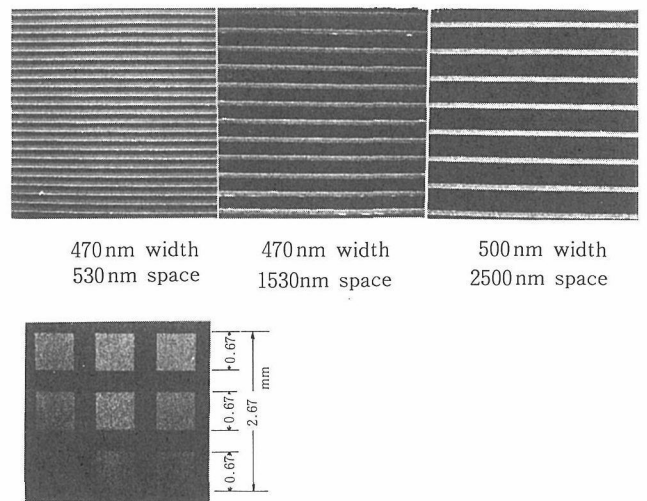 470nm width
530nm space
470nm width
1530nm space
500nm width
2500nm space
0.67
0.67
0.67
2.67
mm